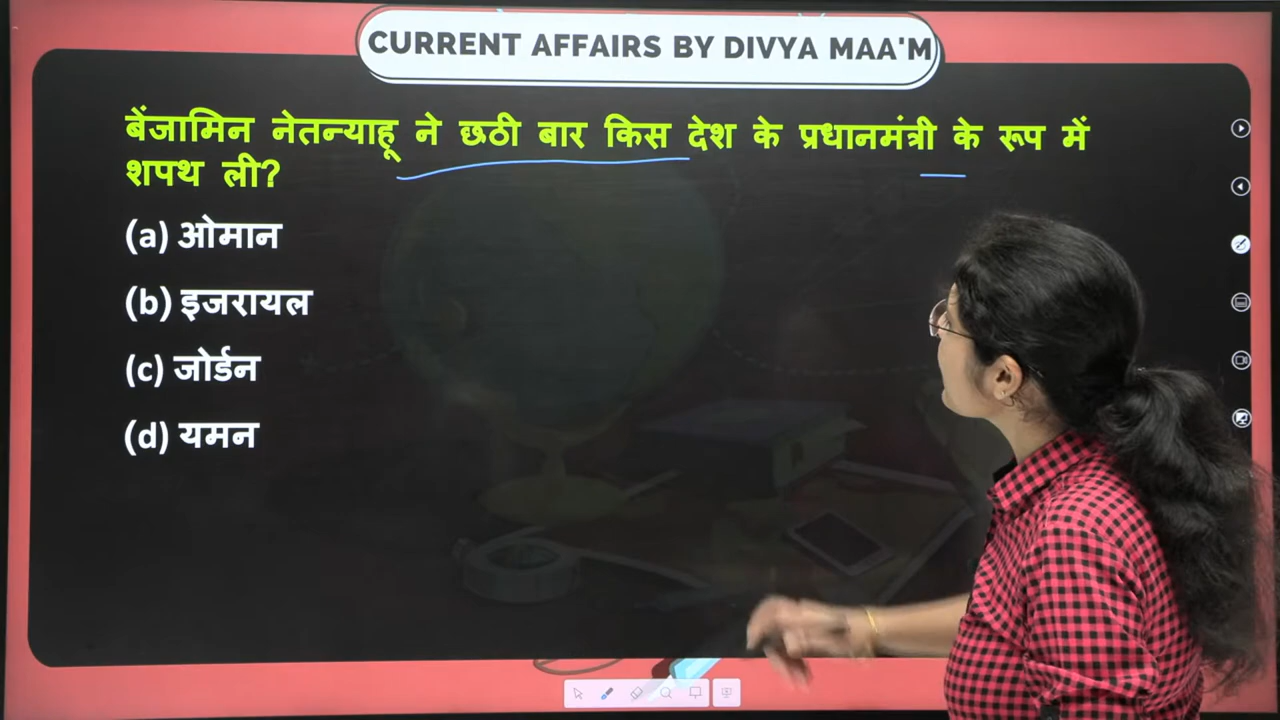 CURRENT AFFAIRS BY DIVYA MAA'M
बेंजामिन नेतन्याहू ने छठी बार किस देश के प्रधानमंत्री के रूप में
शपथ ली?
(a) ओमान
(b) इजरायल
(c) जोर्डन
(d) यमन